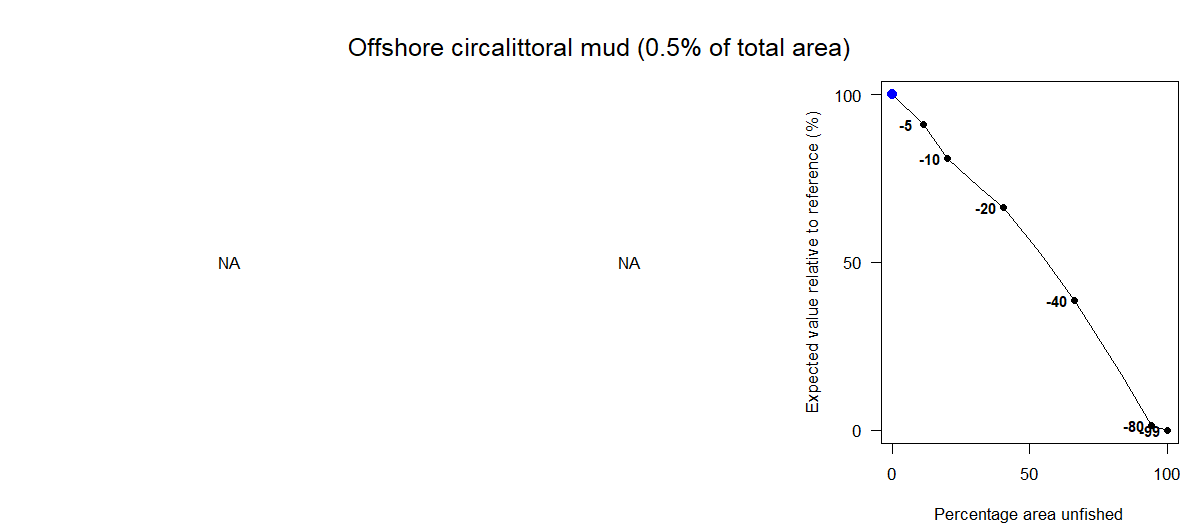 Offshore circalittoral mud (0.5% of total area)
NA
NA
Expected value relative to reference (%)
100
50
0
-5
-10
-20
-40
-80
-99
0
50
100
Percentage area unfished